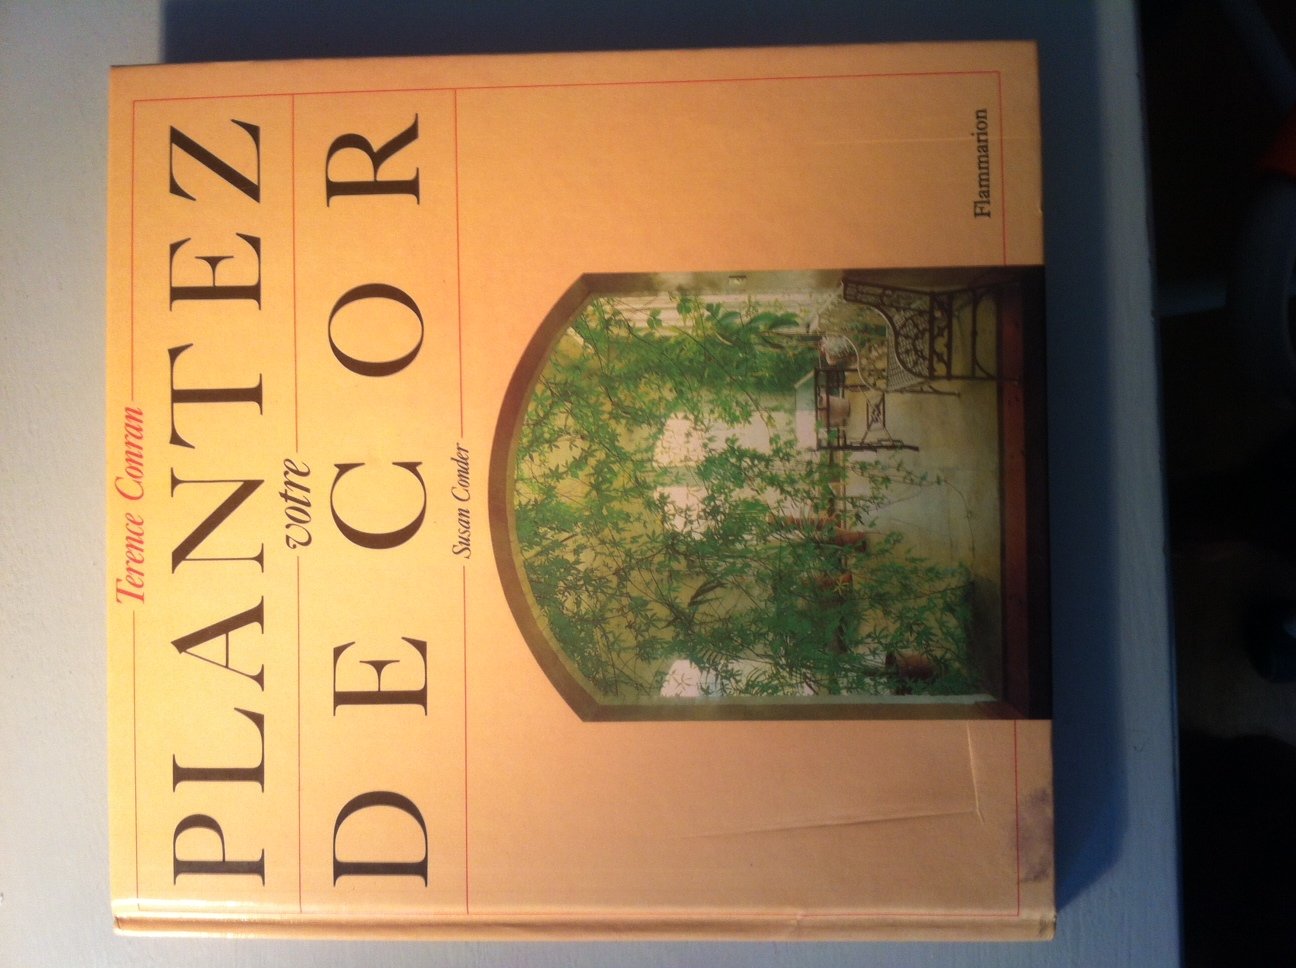 Terence Conran
PLANTEZ
votre
DECOR
Susan Conder
Flammarion